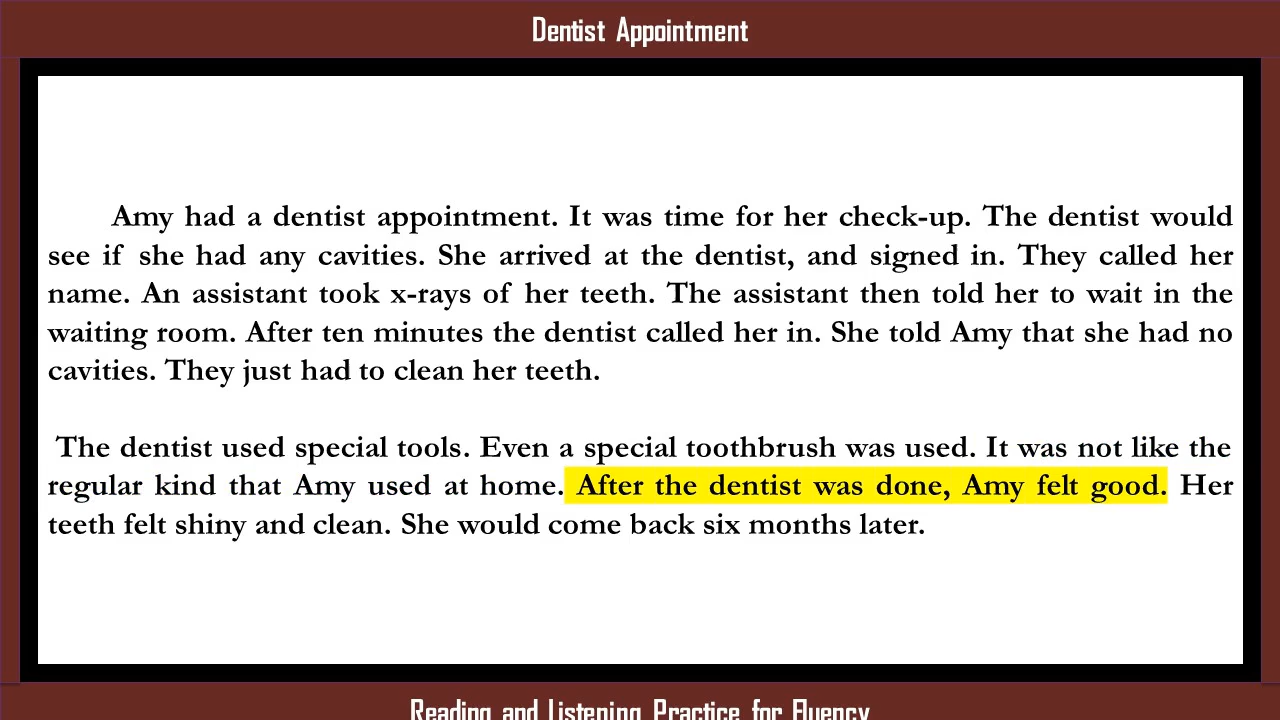 Dentist Appointment
Amy had a dentist appointment. It was time for her check-up. The dentist would
see if she had any cavities. She arrived at the dentist, and signed in. They called her
name. An assistant took x-rays of her teeth. The assistant then told her to wait in the
waiting room. After ten minutes the dentist called her in. She told Amy that she had no
cavities. They just had to clean her teeth.
The dentist used special tools. Even a special toothbrush was used. It was not like the
regular kind that Amy used at home. After the dentist was done, Amy felt good. Her
teeth felt shiny and clean. She would come back six months later.
Reading and Listening Practice for Fluency